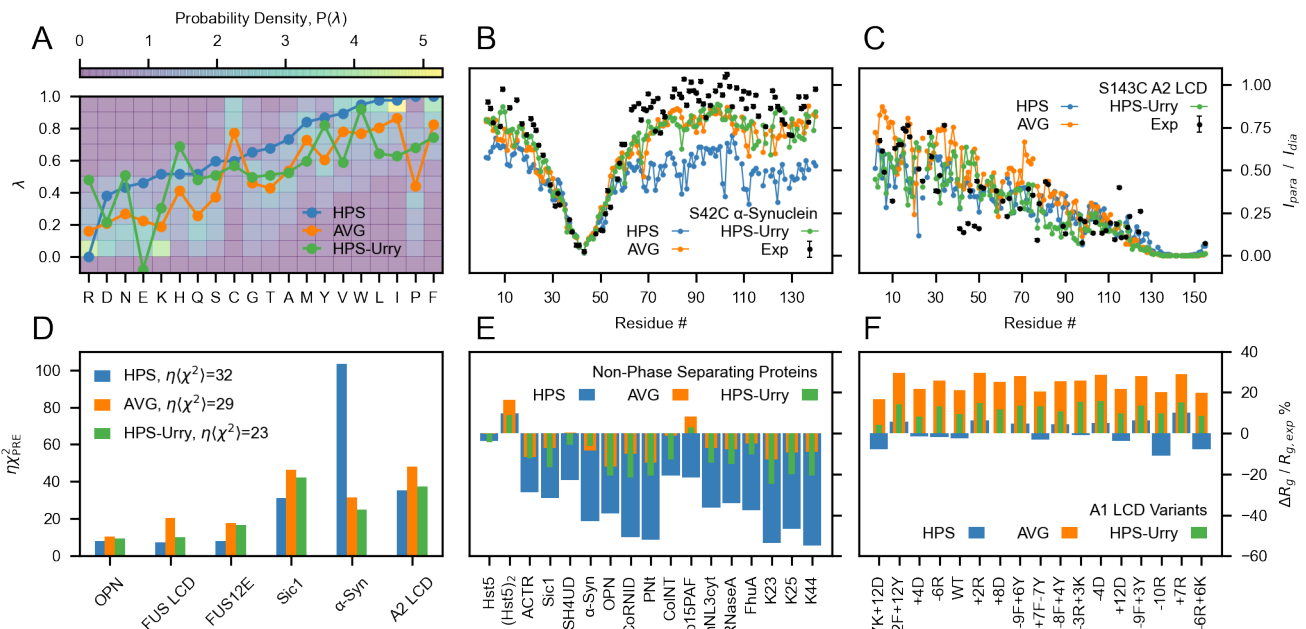 Probability Density, P(λ)
A
B
C
0 1 2 3 4 5
1.0
0.8
0.6
0.4
0.2
0.0
λ
HPS
AVG
HPS-Urry
R D N E K H Q S C G T A M Y V W L I P F
S42C α-Synuclein
HPS HPS-Urry
AVG Exp
10 30 50 70 90 110 130
Residue #
S143C A2 LCD
HPS HPS-Urry
AVG Exp
1.00
0.75
0.50
0.25
0.00
I_para / I_dia
10 30 50 70 90 110 130 150
Residue #
D
E
F
ηχ²PRE
100
80
60
40
20
0
HPS, η⟨χ²⟩=32
AVG, η⟨χ²⟩=29
HPS-Urry, η⟨χ²⟩=23
OPN
FUS LCD
FUS12E
Sic1
α-Syn
A2 LCD
Non-Phase Separating Proteins
HPS AVG HPS-Urry
Hst5
(Hst5)₂
ACTR
Sic1
SH4UD
α-Syn
OPN
CoRNID
PNt
ColNT
p15PAF
RNaseA
FhuA
K23
K25
K44
A1 LCD Variants
HPS AVG HPS-Urry
40
20
0
−20
−40
−60
ΔRg / Rg,exp %
7K+12D
2F+12Y
+4D
-6R
WT
+2R
+8D
-9F+6Y
+7F-7Y
-8F+4Y
-3R+3K
-4D
+12D
-9F+3Y
-10R
+7R
-6R+6K